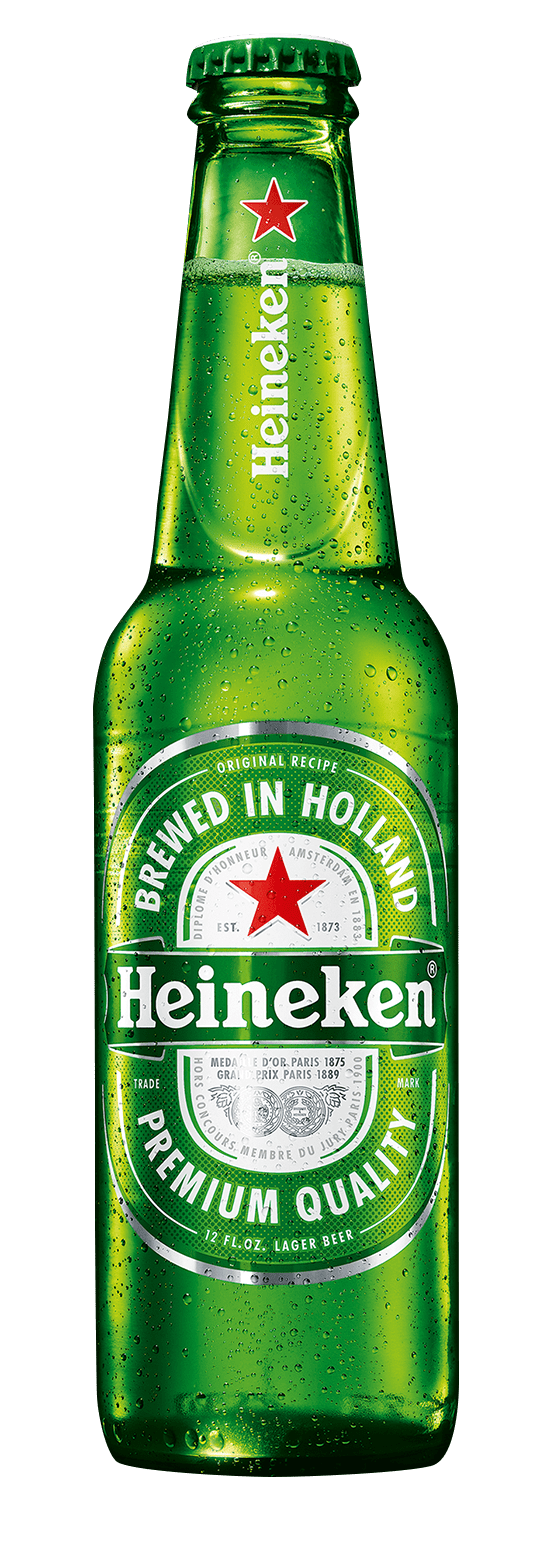 Heineken®
ORIGINAL RECIPE
BREWED IN HOLLAND
DIPLOME D'HONNEUR AMSTERDAM EN 1883
EST. 1873
Heineken®
MEDAILLE D'OR PARIS 1875
GRAND PRIX PARIS 1889
TRADE MARK
HORS CONCOURS MEMBRE DU JURY PARIS 1900
PREMIUM QUALITY
12 FL.OZ. LAGER BEER